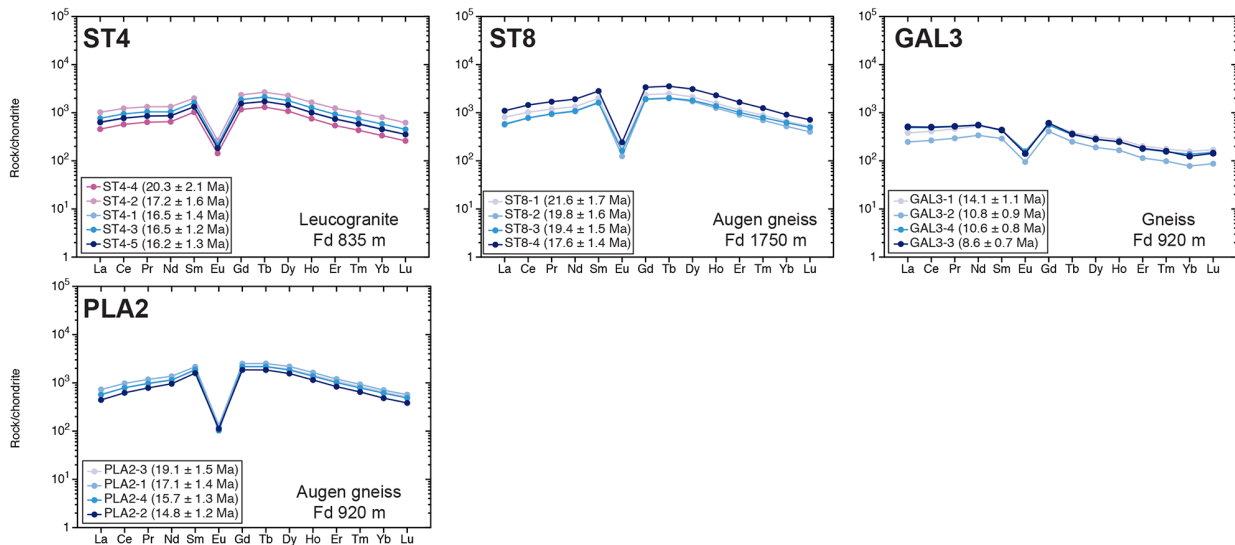 ST4
10⁵
10⁴
10³
10²
10¹
1
Rock/chondrite
ST4-4 (20.3 ± 2.1 Ma)
ST4-2 (17.2 ± 1.6 Ma)
ST4-1 (16.5 ± 1.4 Ma)
ST4-3 (16.5 ± 1.2 Ma)
ST4-5 (16.2 ± 1.3 Ma)
Leucogranite
Fd 835 m
La Ce Pr Nd Sm Eu Gd Tb Dy Ho Er Tm Yb Lu
ST8
10⁵
10⁴
10³
10²
10¹
1
ST8-1 (21.6 ± 1.7 Ma)
ST8-2 (19.8 ± 1.6 Ma)
ST8-3 (19.4 ± 1.5 Ma)
ST8-4 (17.6 ± 1.4 Ma)
Augen gneiss
Fd 1750 m
La Ce Pr Nd Sm Eu Gd Tb Dy Ho Er Tm Yb Lu
GAL3
10⁵
10⁴
10³
10²
10¹
1
GAL3-1 (14.1 ± 1.1 Ma)
GAL3-2 (10.8 ± 0.9 Ma)
GAL3-4 (10.6 ± 0.8 Ma)
GAL3-3 (8.6 ± 0.7 Ma)
Gneiss
Fd 920 m
La Ce Pr Nd Sm Eu Gd Tb Dy Ho Er Tm Yb Lu
PLA2
10⁵
10⁴
10³
10²
10¹
1
Rock/chondrite
PLA2-3 (19.1 ± 1.5 Ma)
PLA2-1 (17.1 ± 1.4 Ma)
PLA2-4 (15.7 ± 1.3 Ma)
PLA2-2 (14.8 ± 1.2 Ma)
Augen gneiss
Fd 920 m
La Ce Pr Nd Sm Eu Gd Tb Dy Ho Er Tm Yb Lu